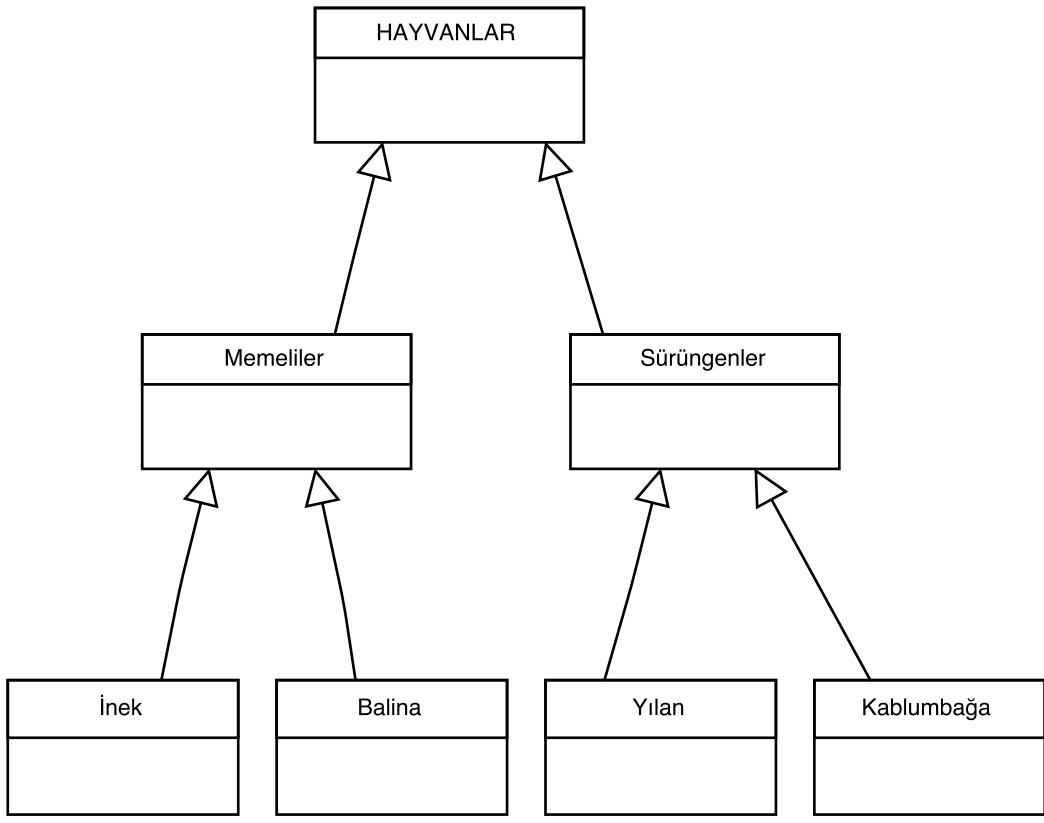 HAYVANLAR
Memeliler
Sürüngenler
İnek
Balina
Yılan
Kablumbağa